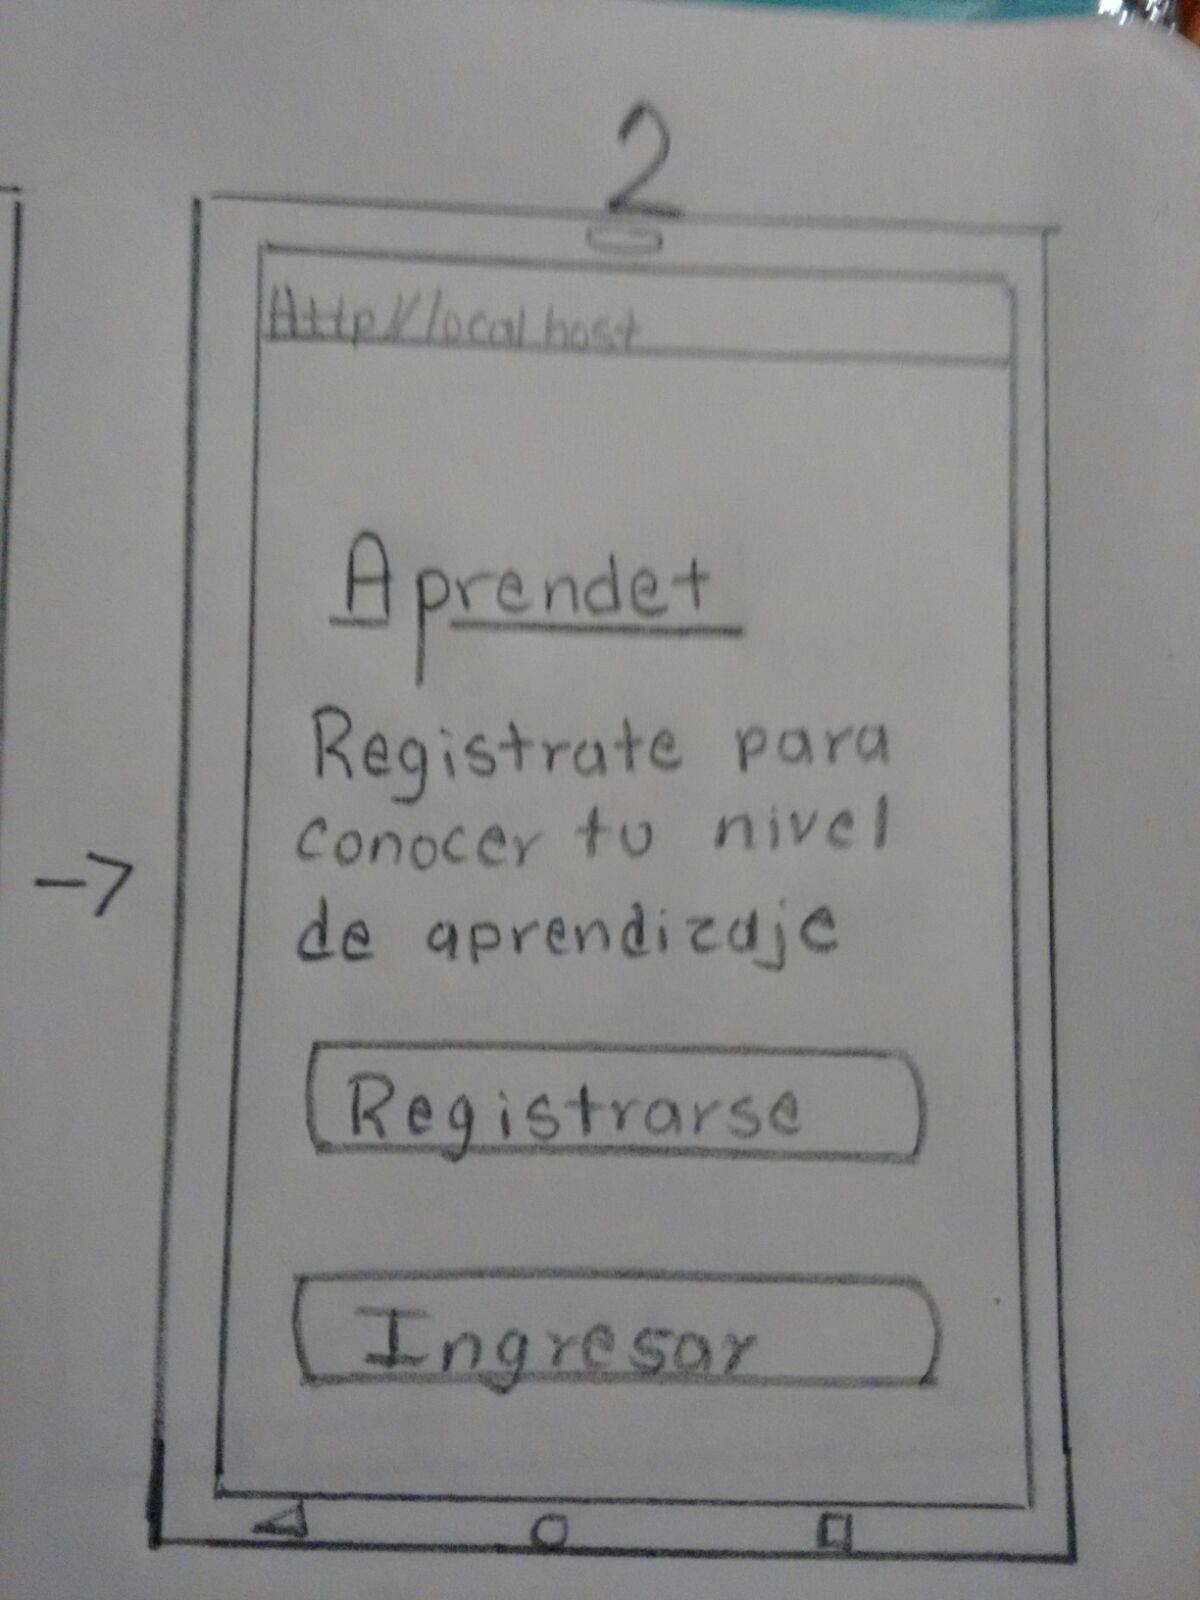 2
Http//localhost
Aprendet
Registrate para
conocer tu nivel
de aprendizaje
Registrarse
Ingresar